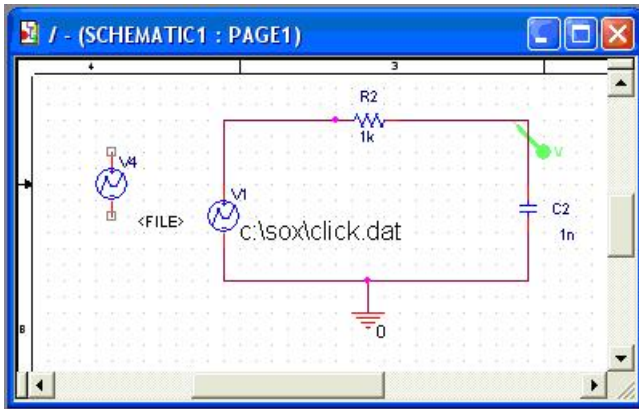 / - (SCHEMATIC1 : PAGE1)
4
3
R2
1k
V4
<FILE>
V1
c:\sox\click.dat
V
C2
1n
0
B